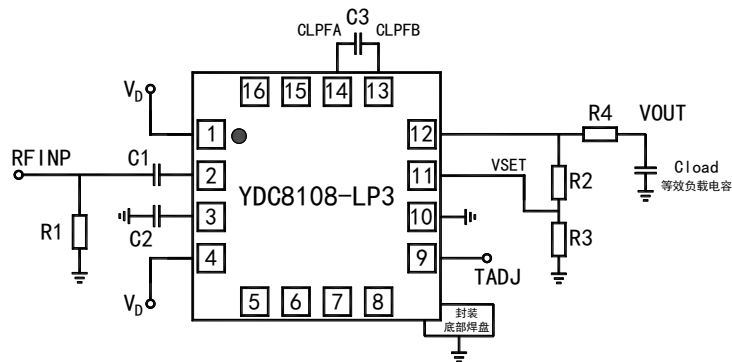 C3
CLPFA CLPFB
V_D
16 15 14 13
1
12
R4 VOUT
RFINP
C1
2
11
VSET
R2
Cload
等效负载电容
YDC8108-LP3
R1
C2
3
10
R3
4
9
TADJ
V_D
5 6 7 8
封装
底部焊盘